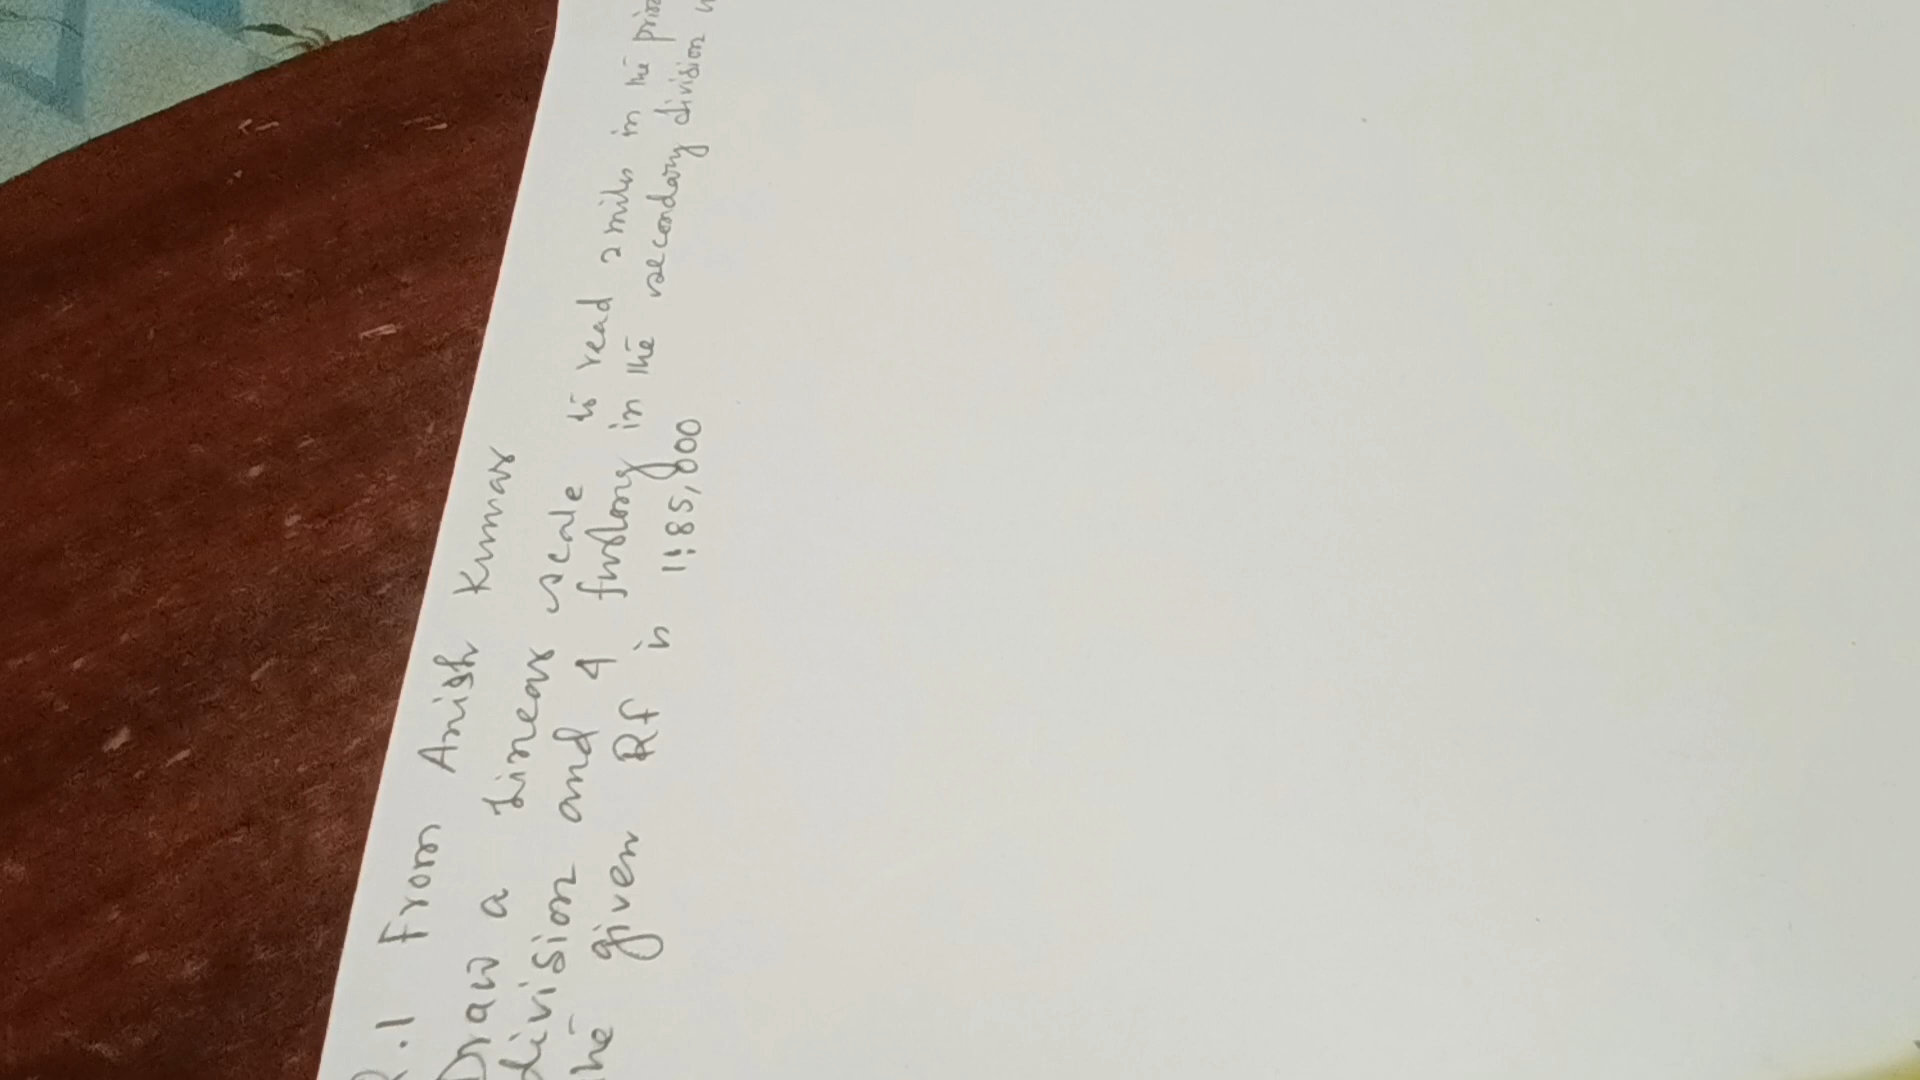 .1 From Anish Kumar
Draw a Linear scale to read 2 miles in the
division and 4 furlong in the secondary division
the given Rf is 1:85,000